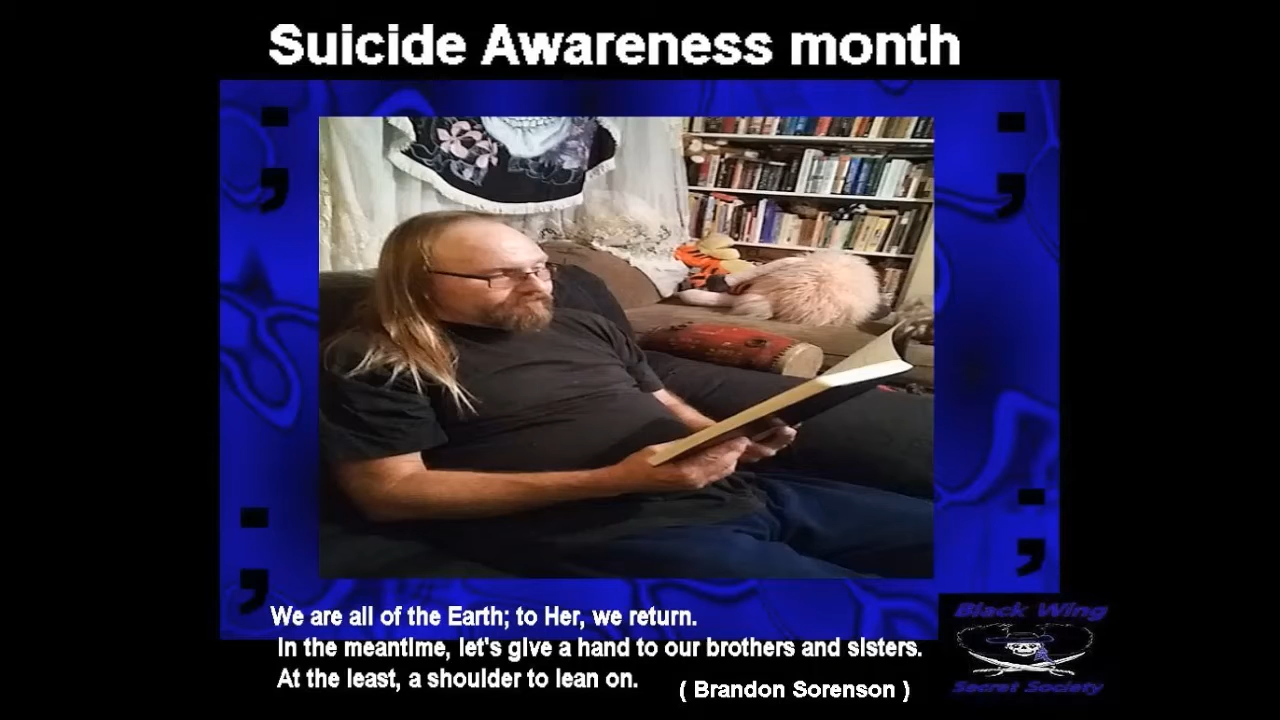 Suicide Awareness month
; ;
; ;
We are all of the Earth; to Her, we return.
In the meantime, let's give a hand to our brothers and sisters.
At the least, a shoulder to lean on.
( Brandon Sorenson )
Black Wing
Secret Society